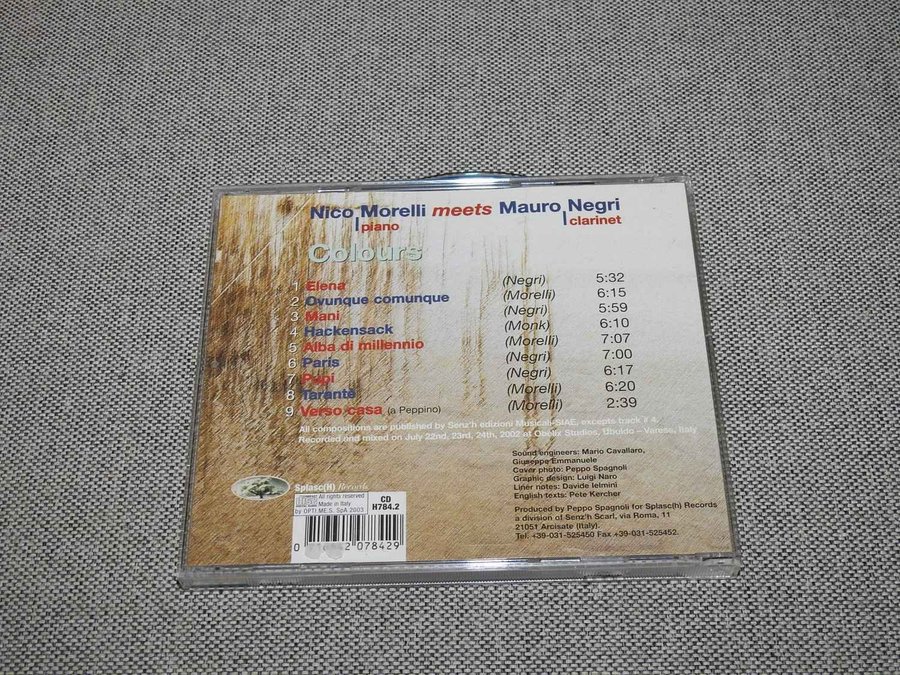 Nico Morelli meets Mauro Negri
piano clarinet
Colours
1 Elena (Negri) 5:32
2 Ovunque comunque (Morelli) 6:15
3 Mani (Negri) 5:59
4 Hackensack (Monk) 6:10
5 Alba di millennio (Morelli) 7:07
6 Paris (Negri) 7:00
7 Papi (Negri) 6:17
8 Tarantè (Morelli) 6:20
9 Verso casa (a Peppino) (Morelli) 2:39
All compositions are published by Senz'h edizioni Musicali-SIAE, excepts track # 4.
Recorded and mixed on July 22nd, 23rd, 24th, 2002 at Obelix Studios, Ubuldo – Varese, Italy
Sound engineers: Mario Cavallaro,
Giuseppe Emmanuele
Cover photo: Peppo Spagnoli
Graphic design: Luigi Naro
Liner notes: Davide Ielmini
English texts: Pete Kercher
Produced by Peppo Spagnoli for Splasc(h) Records
a division of Senz'h Scarl, via Roma, 11
21051 Arcisate (Italy).
Tel. +39-031-525450 Fax +39-031-525452.
Splasc(H) Records
All rights reserved
Made in Italy
by OPTI ME.S. SpA 2003
CD
H784.2
078429